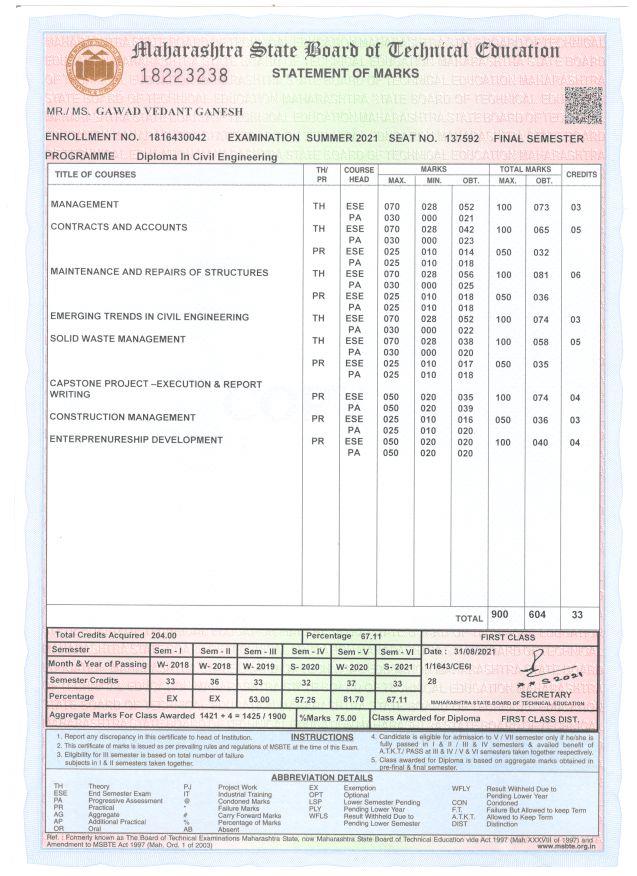 Maharashtra State Board of Technical Education
18223238 STATEMENT OF MARKS
MR./ MS. GAWAD VEDANT GANESH
ENROLLMENT NO. 1816430042 EXAMINATION SUMMER 2021 SEAT NO. 137592 FINAL SEMESTER
PROGRAMME Diploma In Civil Engineering
TITLE OF COURSES TH/ PR COURSE HEAD MARKS MAX. MIN. OBT. TOTAL MARKS MAX. OBT. CREDITS
MANAGEMENT TH ESE 070 028 052 100 073 03
PA 030 000 021
CONTRACTS AND ACCOUNTS TH ESE 070 028 042 100 065 05
PA 030 000 023
PR ESE 025 010 014 050 032
PA 025 010 018
MAINTENANCE AND REPAIRS OF STRUCTURES TH ESE 070 028 056 100 081 06
PA 030 000 025
PR ESE 025 010 018 050 036
PA 025 010 018
EMERGING TRENDS IN CIVIL ENGINEERING TH ESE 070 028 052 100 074 03
PA 030 000 022
SOLID WASTE MANAGEMENT TH ESE 070 028 038 100 058 05
PA 030 000 020
PR ESE 025 010 017 050 035
PA 025 010 018
CAPSTONE PROJECT –EXECUTION & REPORT
WRITING PR ESE 050 020 035 100 074 04
PA 050 020 039
CONSTRUCTION MANAGEMENT PR ESE 025 010 016 050 036 03
PA 025 010 020
ENTERPRENURESHIP DEVELOPMENT PR ESE 050 020 020 100 040 04
PA 050 020 020
TOTAL 900 604 33
Total Credits Acquired 204.00 Percentage 67.11 FIRST CLASS
Semester Sem - I Sem - II Sem - III Sem - IV Sem - V Sem - VI Date : 31/08/2021
Month & Year of Passing W- 2018 W- 2018 W- 2019 S- 2020 W- 2020 S- 2021 1/1643/CE6I
Semester Credits 33 36 33 32 37 33 28
Percentage EX EX 53.00 57.25 81.70 67.11
SECRETARY
MAHARASHTRA STATE BOARD OF TECHNICAL EDUCATION
Aggregate Marks For Class Awarded 1421 + 4 = 1425 / 1900 %Marks 75.00 Class Awarded for Diploma FIRST CLASS DIST.
INSTRUCTIONS
1. Report any discrepancy in this certificate to head of Institution.
2. This certificate of marks is issued as per prevailing rules and regulations of MSBTE at the time of this Exam.
3. Eligibility for III semester is based on total number of failure
subjects in I & II semesters taken together.
4. Candidate is eligible for admission to V / VII semester only if he/she is
fully passed in I & II / III & IV semesters & availed benefit of
A.T.K.T./ PASS at III & IV / V & VI semesters taken together respectively.
5. Class awarded for Diploma is based on aggregate marks obtained in
pre-final & final semester.
ABBREVIATION DETAILS
TH Theory PJ Project Work EX Exemption WFLY Result Withheld Due to
ESE End Semester Exam IT Industrial Training OPT Optional Pending Lower Year
PA Progressive Assessment @ Condoned Marks LSP Lower Semester Pending CON Condoned
PR Practical * Failure Marks PLY Pending Lower Year F.T. Failure But Allowed to keep Term
AG Aggregate # Carry Forward Marks WFLS Result Withheld Due to A.T.K.T. Allowed to Keep Term
AP Additional Practical % Percentage of Marks Pending Lower Semester DIST Distinction
OR Oral AB Absent
Ref. : Formerly known as The Board of Technical Examinations Maharashtra State, now Maharashtra State Board of Technical Education vide Act 1997 (Mah.XXXVIII of 1997) and
Amendment to MSBTE Act 1997 (Mah. Ord. 1 of 2003) www.msbte.org.in